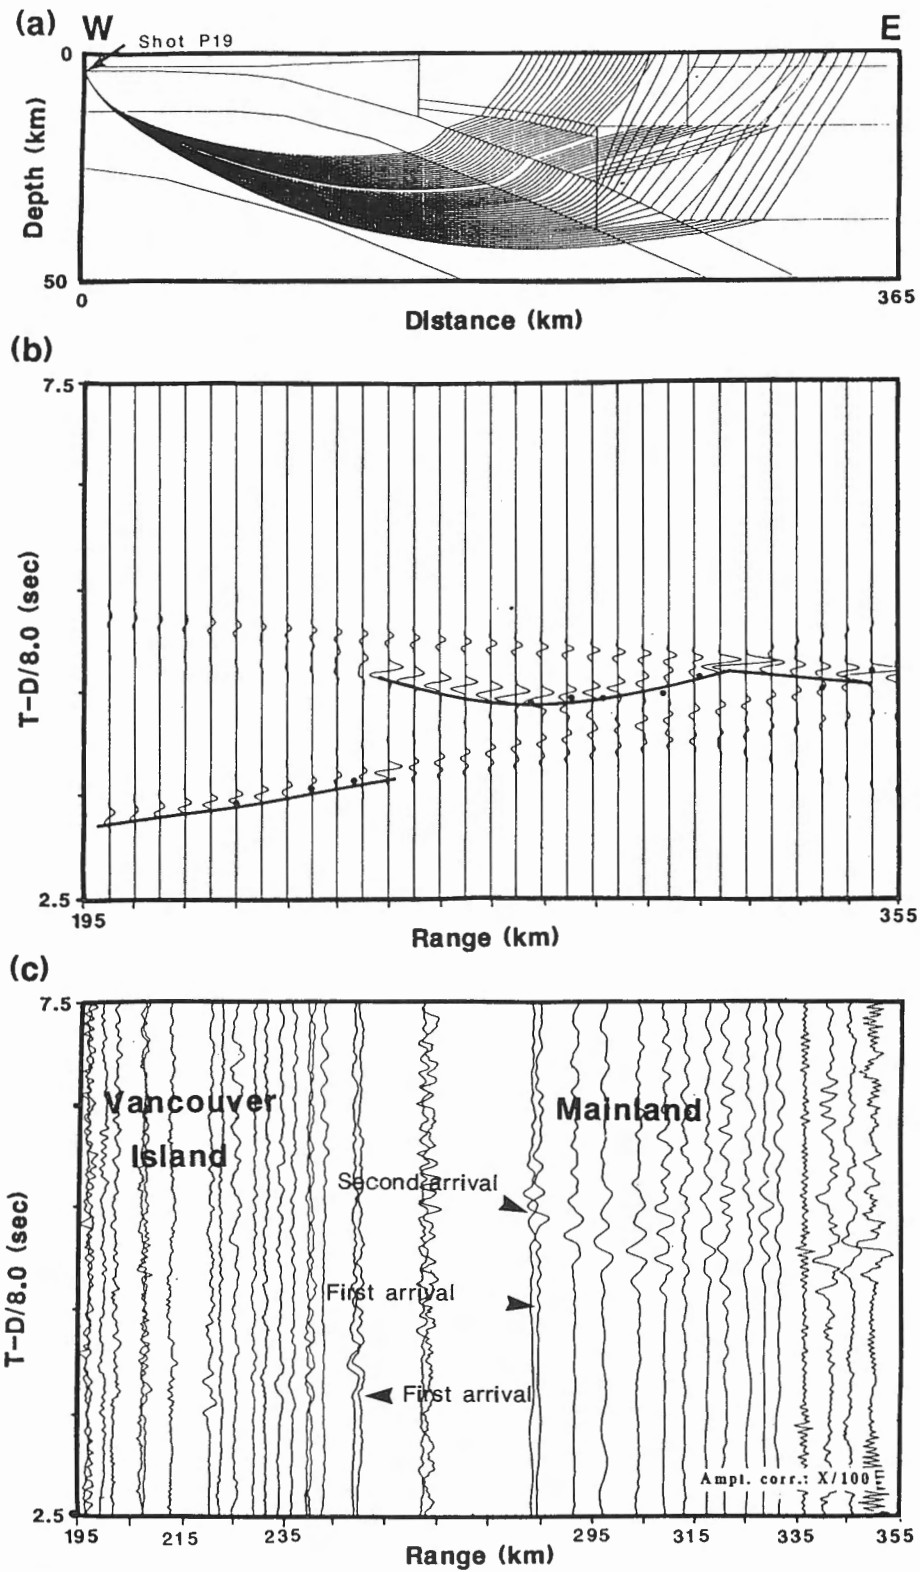 (a)
W
E
Shot P19
0
Depth (km)
50
0
365
Distance (km)
(b)
7.5
T-D/8.0 (sec)
2.5
195
355
Range (km)
(c)
7.5
Vancouver
Island
Mainland
Second arrival
First arrival
First arrival
T-D/8.0 (sec)
Ampl. corr.: X/100
2.5
195
215
235
295
315
335
355
Range (km)